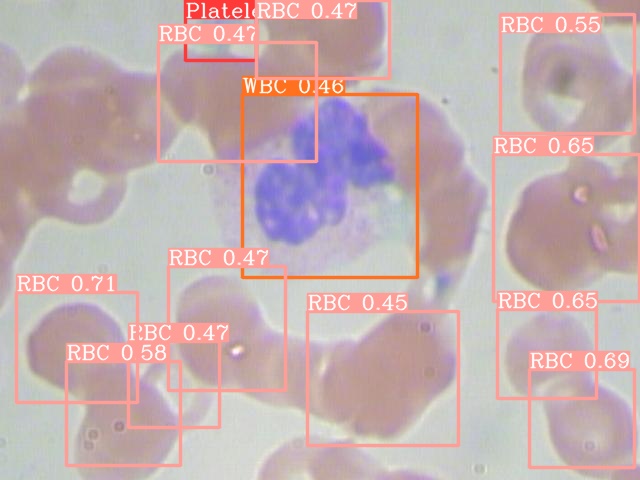 Platele
RBC 0.47
RBC 0.55
RBC 0.47
WBC 0.46
RBC 0.65
RBC 0.47
RBC 0.71
RBC 0.45
RBC 0.65
RBC 0.47
RBC 0.58
RBC 0.69